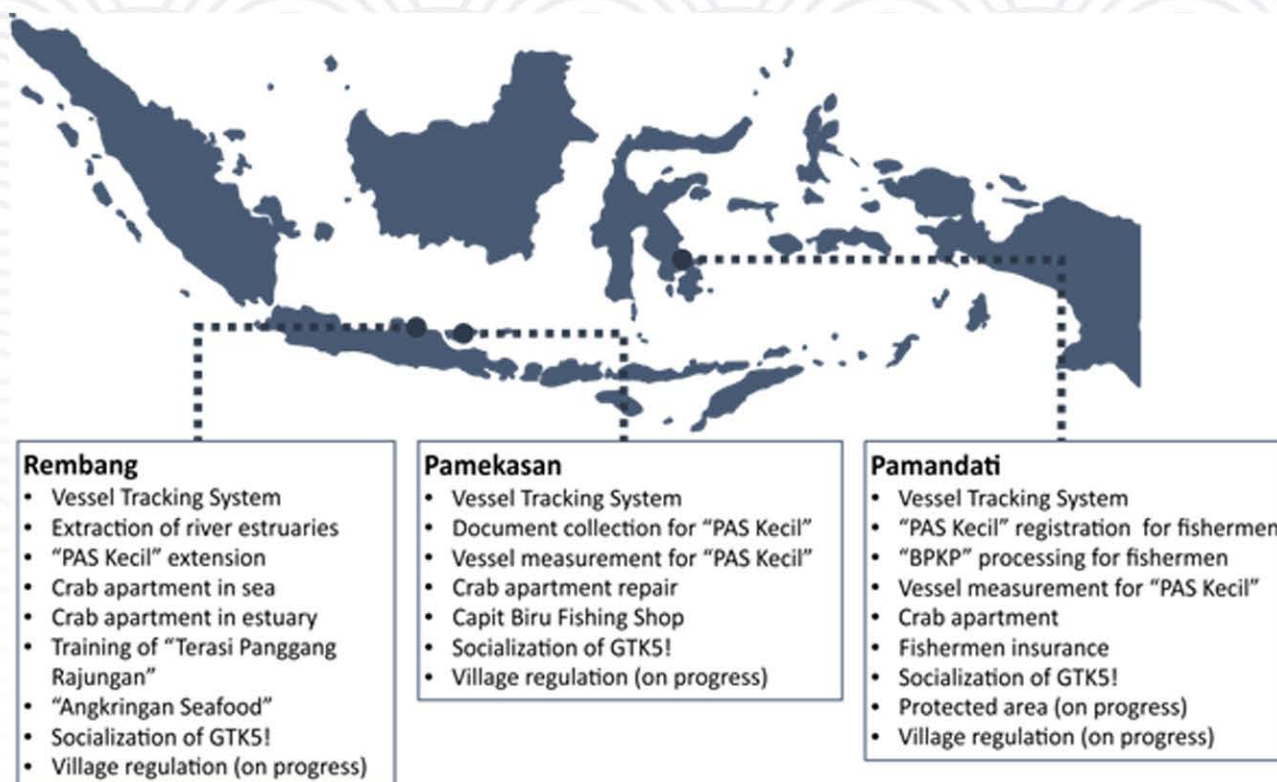 Rembang
• Vessel Tracking System
• Extraction of river estruaries
• “PAS Kecil” extension
• Crab apartment in sea
• Crab apartment in estuary
• Training of “Terasi Panggang
Rajungan”
• “Angkringan Seafood”
• Socialization of GTK5!
• Village regulation (on progress)
Pamekasan
• Vessel Tracking System
• Document collection for “PAS Kecil”
• Vessel measurement for “PAS Kecil”
• Crab apartment repair
• Capit Biru Fishing Shop
• Socialization of GTK5!
• Village regulation (on progress)
Pamandati
• Vessel Tracking System
• “PAS Kecil” registration for fishermen
• “BPKP” processing for fishermen
• Vessel measurement for “PAS Kecil”
• Crab apartment
• Fishermen insurance
• Socialization of GTK5!
• Protected area (on progress)
• Village regulation (on progress)